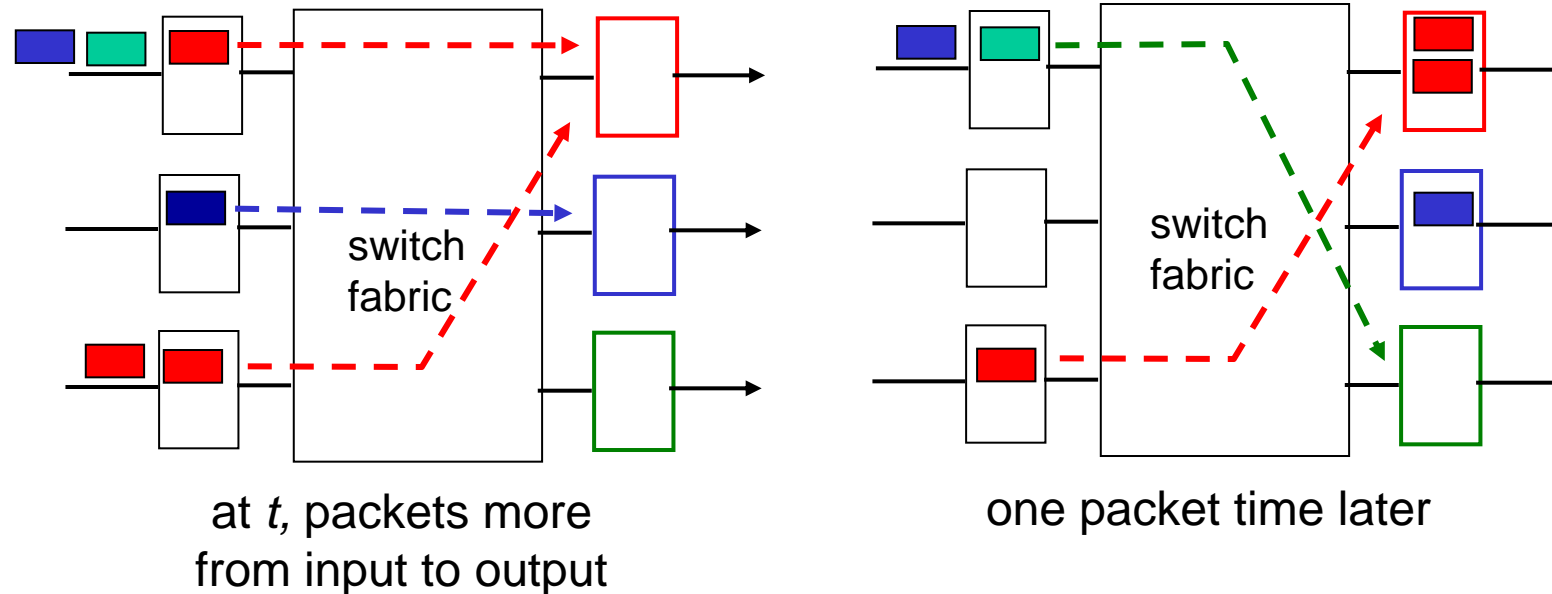 switch
fabric
at t, packets more
from input to output
switch
fabric
one packet time later